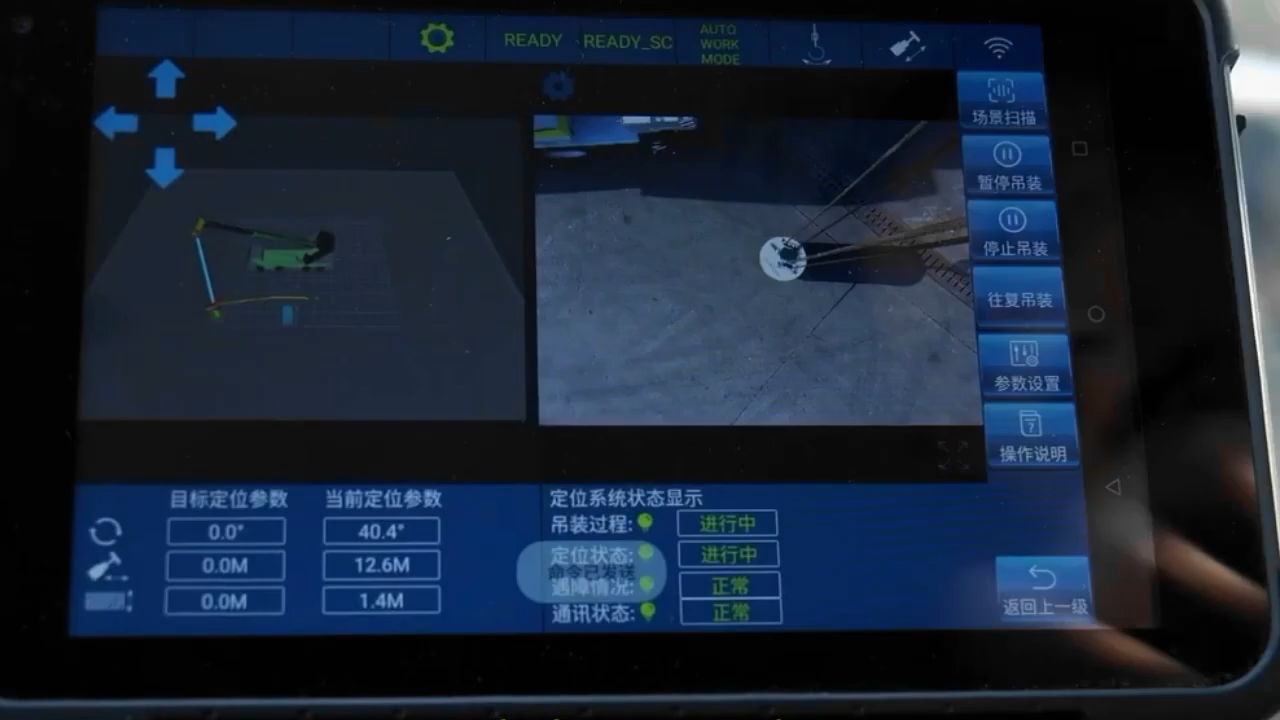 READY
READY_SC
AUTO
WORK
MODE
场景扫描
暂停吊装
停止吊装
往复吊装
参数设置
操作说明
目标定位参数
当前定位参数
0.0°
40.4°
0.0M
12.6M
0.0M
1.4M
定位系统状态显示
吊装过程:
进行中
定位状态:
进行中
命令已发送
遇障情况:
正常
通讯状态:
正常
返回上一级